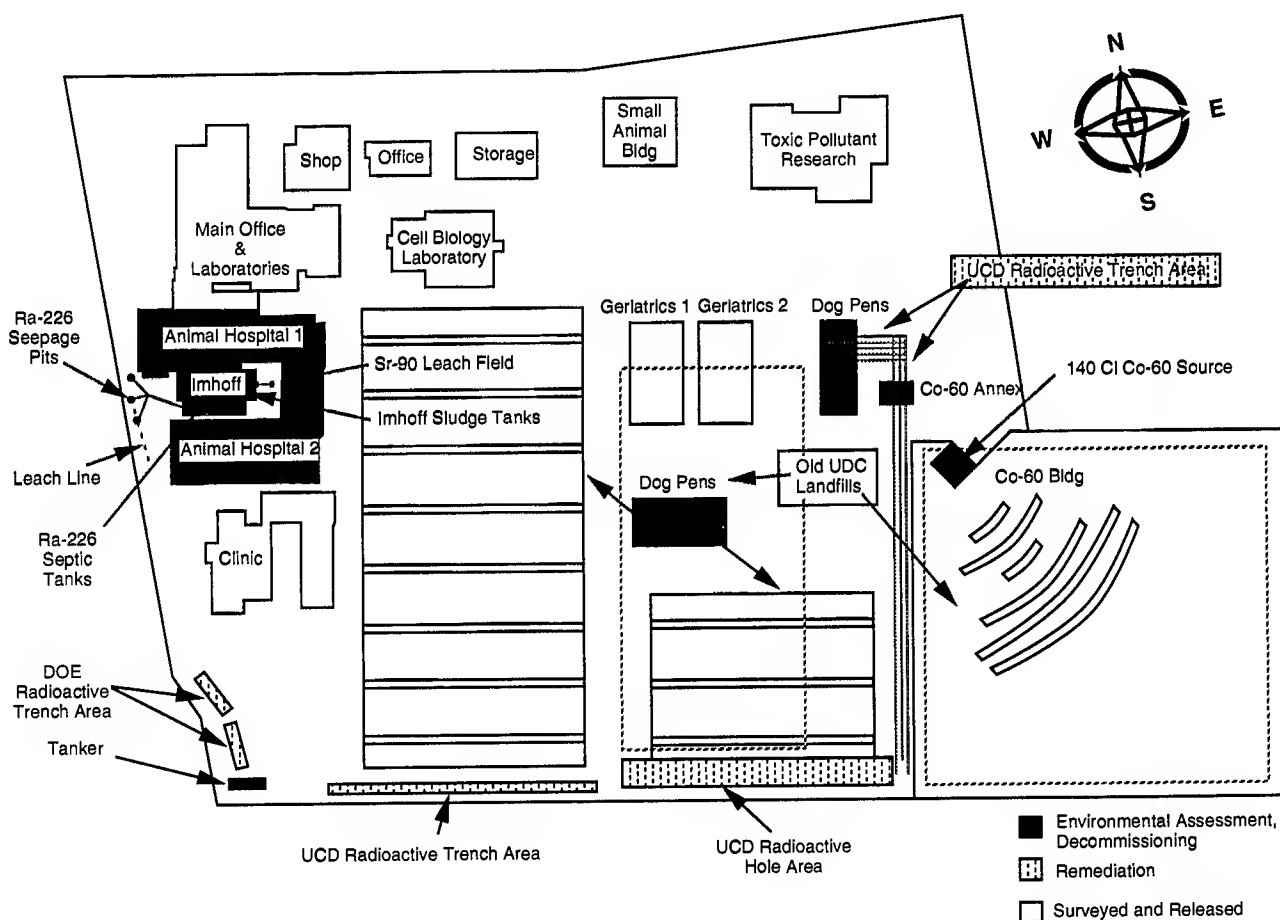 N
W
E
S
Small
Animal
Bldg
Toxic Pollutant
Research
Shop
Office
Storage
Main Office
&
Laboratories
Cell Biology
Laboratory
UCD Radioactive Trench Area
Geriatrics 1
Geriatrics 2
Dog Pens
Ra-226
Seepage
Pits
Animal Hospital 1
Sr-90 Leach Field
140 CI Co-60 Source
Imhoff
Co-60 Annex
Imhoff Sludge Tanks
Animal Hospital 2
Leach Line
Dog Pens
Old UDC
Landfills
Co-60 Bldg
Ra-226
Septic
Tanks
Clinic
DOE
Radioactive
Trench Area
Tanker
UCD Radioactive Trench Area
UCD Radioactive
Hole Area
Environmental Assessment,
Decommissioning
Remediation
Surveyed and Released